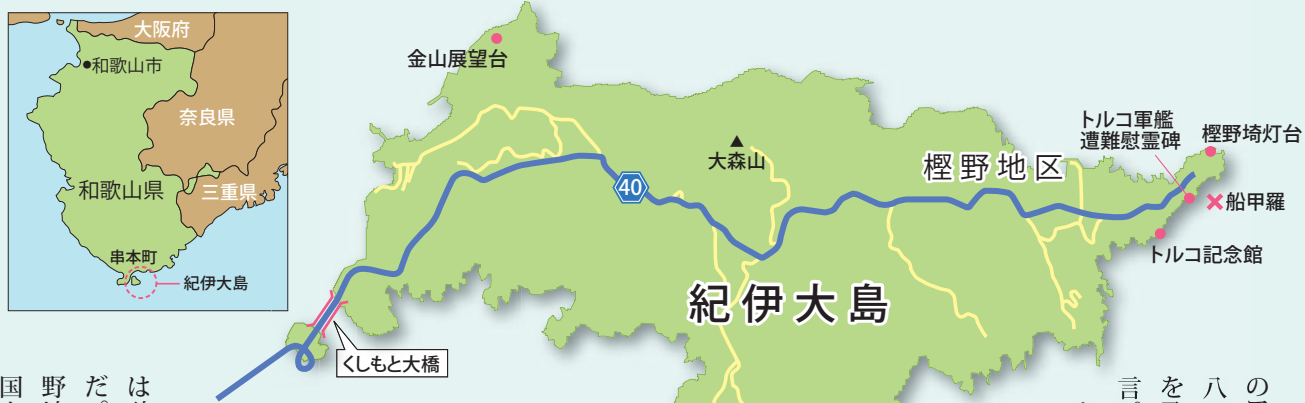 大阪府
和歌山市
奈良県
和歌山県
三重県
串本町
紀伊大島
金山展望台
大森山
40
樫野地区
トルコ軍艦
遭難慰霊碑
樫野埼灯台
船甲羅
トルコ記念館
紀伊大島
くしもと大橋
の
八
を
言
は
だ。
野
国